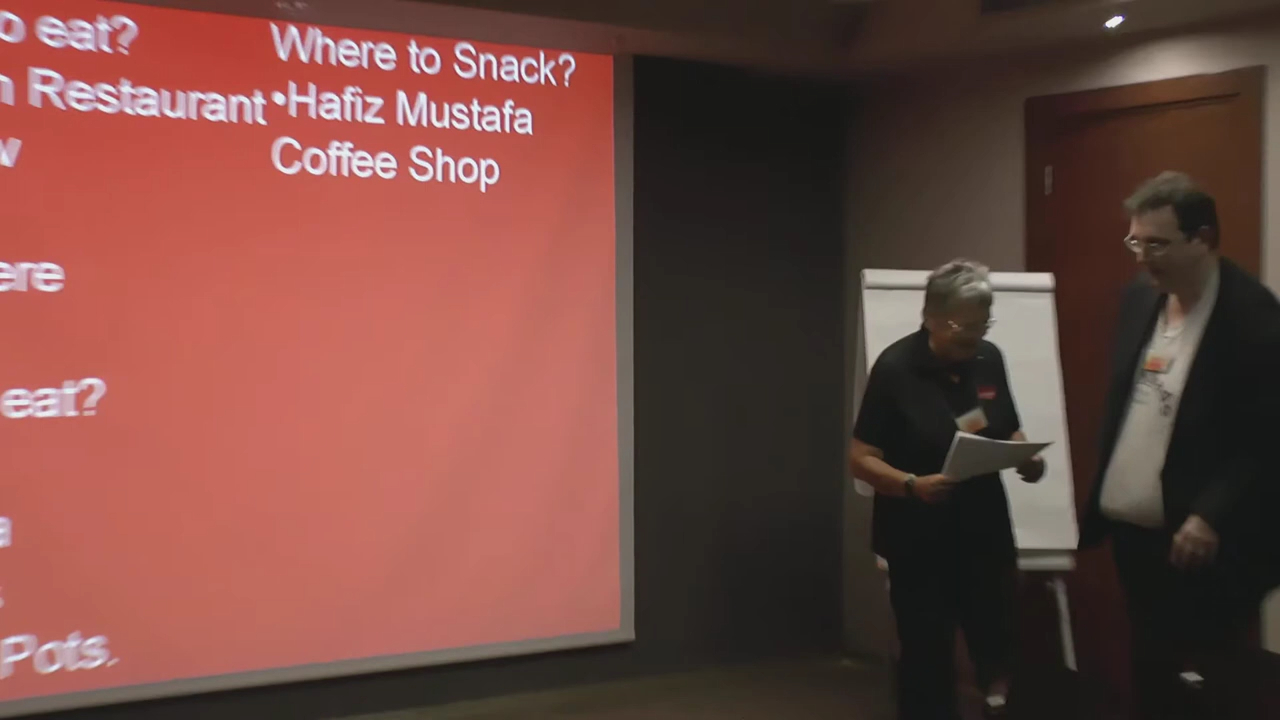 o eat?
Restaurant
w
ere
eat?
a
Pots.
Where to Snack?
•Hafiz Mustafa
Coffee Shop